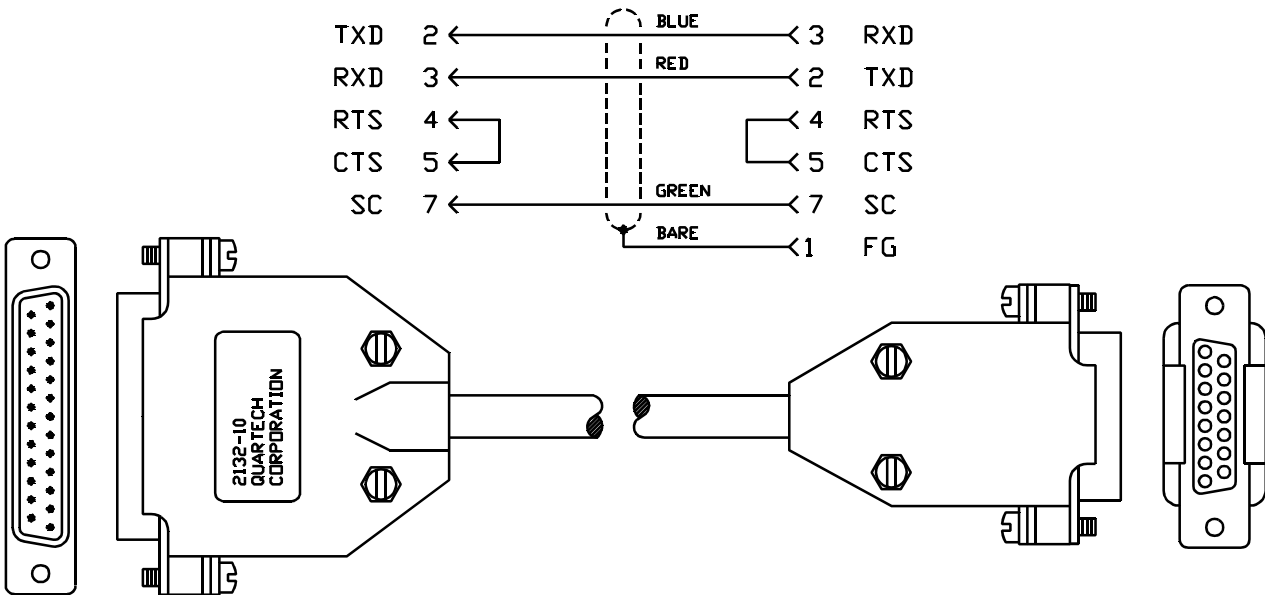 BLUE
TXD 2 3 RXD
RED
RXD 3 2 TXD
RTS 4 4 RTS
CTS 5 5 CTS
GREEN
SC 7 7 SC
BARE
1 FG
2132-10
QUARTECH
CORPORATION